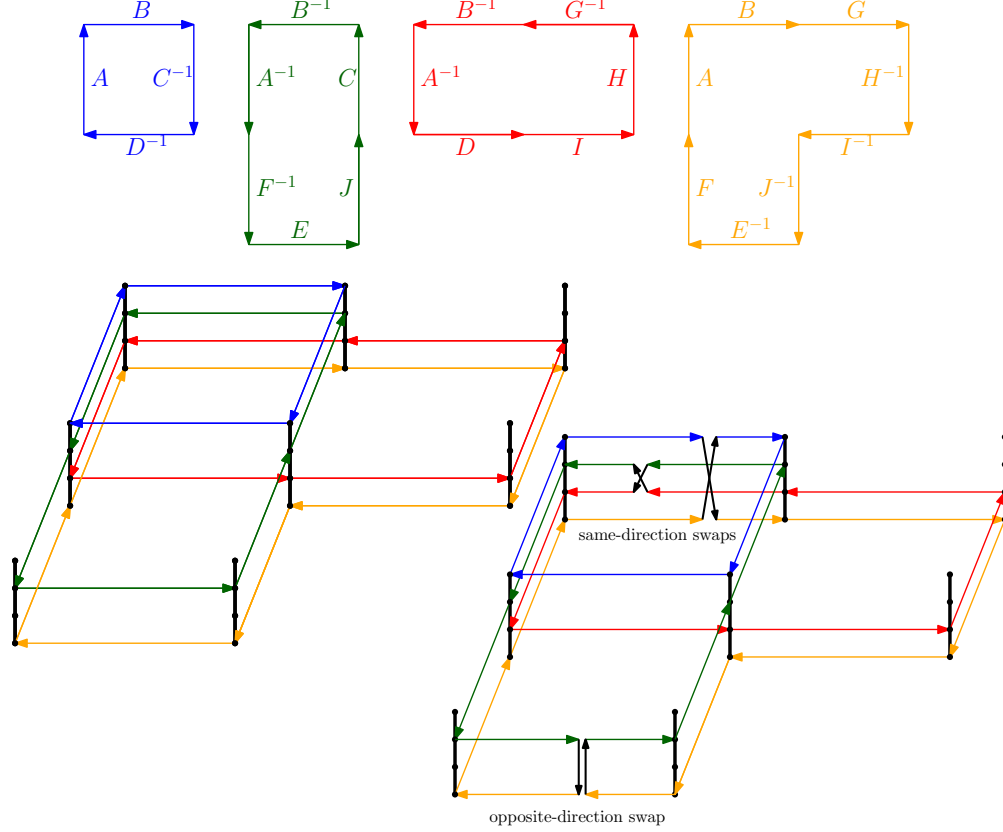 B B⁻¹ B⁻¹ G⁻¹ B G
A C⁻¹ A⁻¹ C A⁻¹ H A H⁻¹
D⁻¹ D I I⁻¹
F⁻¹ J F J⁻¹
E E⁻¹
same-direction swaps
opposite-direction swap